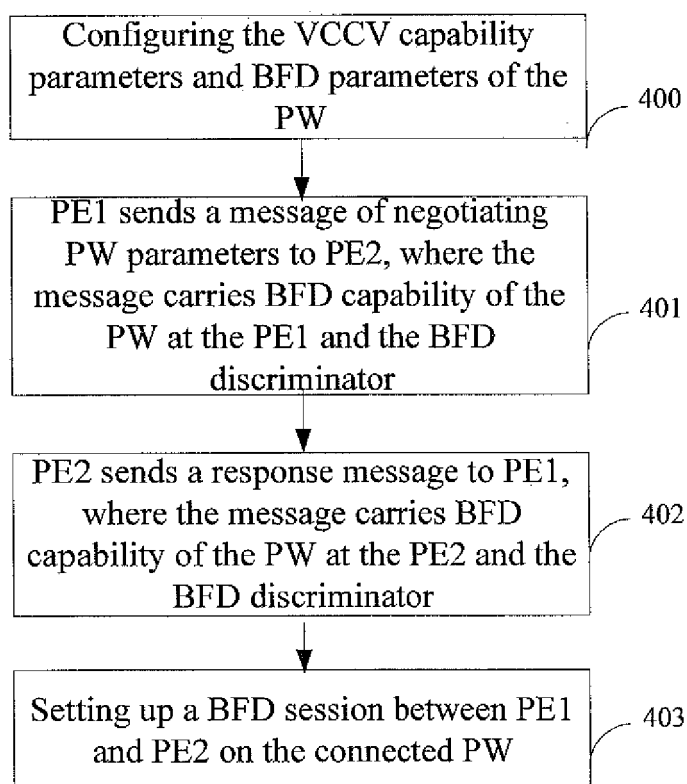 Configuring the VCCV capability
parameters and BFD parameters of the
PW
400
PE1 sends a message of negotiating
PW parameters to PE2, where the
message carries BFD capability of the
PW at the PE1 and the BFD
discriminator
401
PE2 sends a response message to PE1,
where the message carries BFD
capability of the PW at the PE2 and the
BFD discriminator
402
Setting up a BFD session between PE1
and PE2 on the connected PW
403